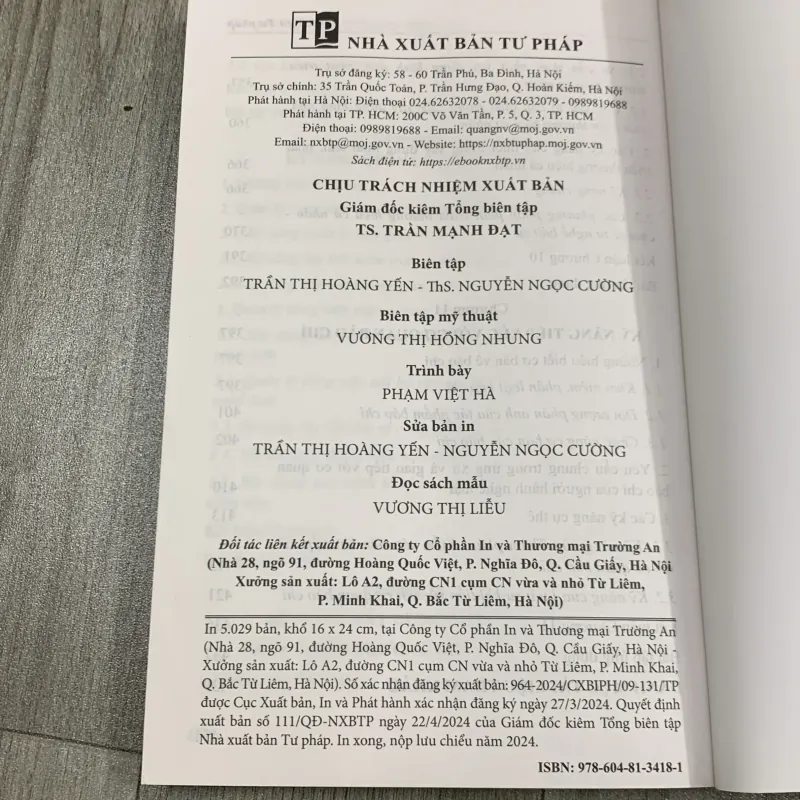 TP NHÀ XUẤT BẢN TƯ PHÁP
Trụ sở đăng ký: 58 - 60 Trần Phú, Ba Đình, Hà Nội
Trụ sở chính: 35 Trần Quốc Toản, P. Trần Hưng Đạo, Q. Hoàn Kiếm, Hà Nội
Phát hành tại Hà Nội: Điện thoại 024.62632078 - 024.62632079 - 0989819688
Phát hành tại TP. HCM: 200C Võ Văn Tần, P. 5, Q. 3, TP. HCM
Điện thoại: 0989819688 - Email: quangnv@moj.gov.vn
Email: nxbtp@moj.gov.vn - Website: https://nxbtuphap.moj.gov.vn
Sách điện tử: https://ebooknxbtp.vn
CHỊU TRÁCH NHIỆM XUẤT BẢN
Giám đốc kiêm Tổng biên tập
TS. TRẦN MẠNH ĐẠT
Biên tập
TRẦN THỊ HOÀNG YẾN - ThS. NGUYỄN NGỌC CƯỜNG
Biên tập mỹ thuật
VƯƠNG THỊ HỒNG NHUNG
Trình bày
PHẠM VIỆT HÀ
Sửa bản in
TRẦN THỊ HOÀNG YẾN - NGUYỄN NGỌC CƯỜNG
Đọc sách mẫu
VƯƠNG THỊ LIỄU
Đối tác liên kết xuất bản: Công ty Cổ phần In và Thương mại Trường An
(Nhà 28, ngõ 91, đường Hoàng Quốc Việt, P. Nghĩa Đô, Q. Cầu Giấy, Hà Nội
Xưởng sản xuất: Lô A2, đường CN1 cụm CN vừa và nhỏ Từ Liêm,
P. Minh Khai, Q. Bắc Từ Liêm, Hà Nội)
In 5.029 bản, khổ 16 x 24 cm, tại Công ty Cổ phần In và Thương mại Trường An
(Nhà 28, ngõ 91, đường Hoàng Quốc Việt, P. Nghĩa Đô, Q. Cầu Giấy, Hà Nội -
Xưởng sản xuất: Lô A2, đường CN1 cụm CN vừa và nhỏ Từ Liêm, P. Minh Khai,
Q. Bắc Từ Liêm, Hà Nội). Số xác nhận đăng ký xuất bản: 964-2024/CXBIPH/09-131/TP
được Cục Xuất bản, In và Phát hành xác nhận đăng ký ngày 27/3/2024. Quyết định
xuất bản số 111/QĐ-NXBTP ngày 22/4/2024 của Giám đốc kiêm Tổng biên tập
Nhà xuất bản Tư pháp. In xong, nộp lưu chiểu năm 2024.
ISBN: 978-604-81-3418-1